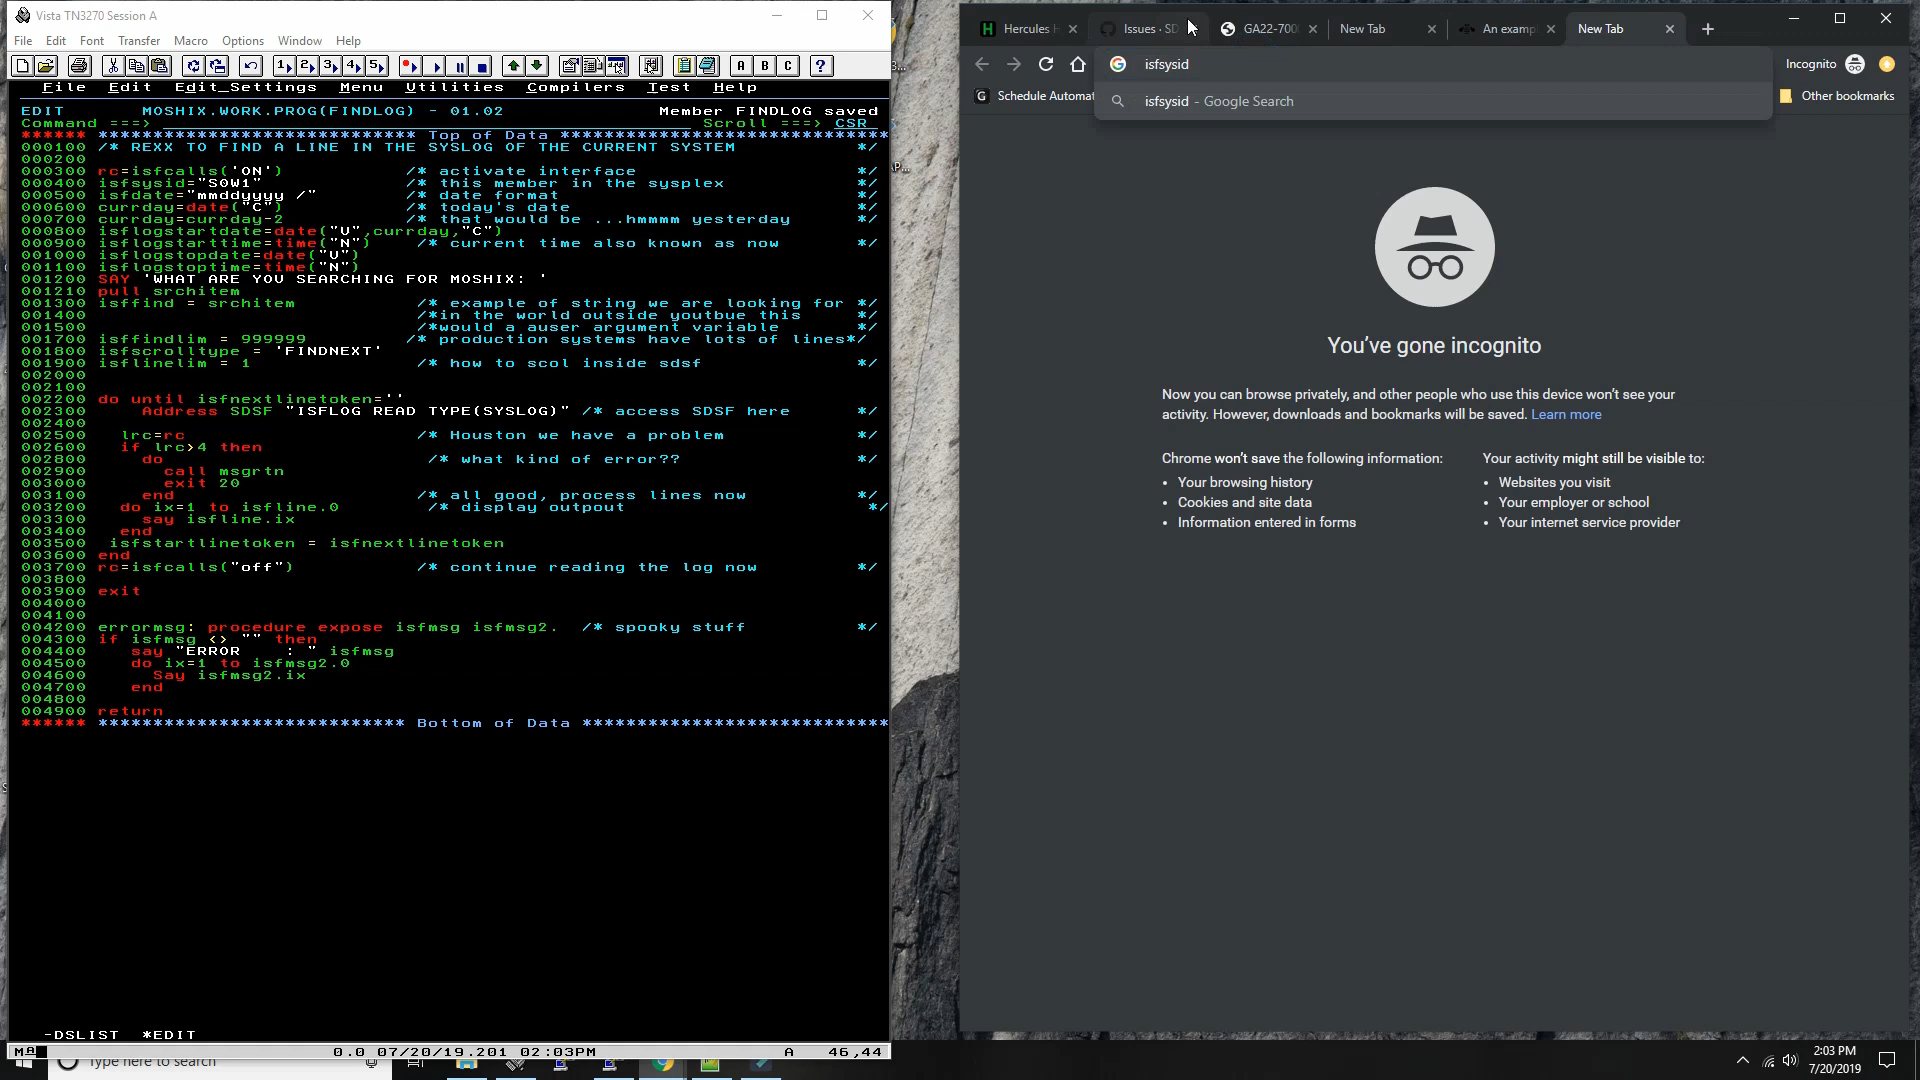 Vista TN3270 Session A
File Edit Font Transfer Macro Options Window Help
1 2 3 4 5 A B C ?
File Edit Edit_Settings Menu Utilities Compilers Test Help
EDIT MOSHIX.WORK.PROG(FINDLOG) - 01.02 Member FINDLOG saved
Command ===> Scroll ===> CSR
****** ***************************** Top of Data ******************************
000100 /* REXX TO FIND A LINE IN THE SYSLOG OF THE CURRENT SYSTEM */
000200
000300 rc=isfcalls('ON') /* activate interface */
000400 isfsysid="S0W1" /* this member in the sysplex */
000500 isfdate="mmddyyyy /" /* date format */
000600 currday=date("C") /* today's date */
000700 currday=currday-2 /* that would be ...hmmmm yesterday */
000800 isflogstartdate=date("U",currday,"C")
000900 isflogstarttime=time("N") /* current time also known as now */
001000 isflogstopdate=date("U")
001100 isflogstoptime=time("N")
001200 SAY 'WHAT ARE YOU SEARCHING FOR MOSHIX: '
001210 pull srchitem
001300 isffind = srchitem /* example of string we are looking for */
001400 /*in the world outside youtbue this */
001500 /*would a auser argument variable */
001700 isffindlim = 999999 /* production systems have lots of lines*/
001800 isfscrolltype = 'FINDNEXT'
001900 isflinelim = 1 /* how to scol inside sdsf */
002000
002100
002200 do until isfnextlinetoken=''
002300 Address SDSF "ISFLOG READ TYPE(SYSLOG)" /* access SDSF here */
002400
002500 lrc=rc /* Houston we have a problem */
002600 if lrc>4 then
002800 do /* what kind of error?? */
002900 call msgrtn
003000 exit 20
003100 end /* all good, process lines now */
003200 do ix=1 to isfline.0 /* display outpout */
003300 say isfline.ix
003400 end
003500 isfstartlinetoken = isfnextlinetoken
003600 end
003700 rc=isfcalls("off") /* continue reading the log now */
003800
003900 exit
004000
004100
004200 errormsg: procedure expose isfmsg isfmsg2. /* spooky stuff */
004300 if isfmsg <> "" then
004400 say "ERROR : " isfmsg
004500 do ix=1 to isfmsg2.0
004600 Say isfmsg2.ix
004700 end
004800
004900 return
****** **************************** Bottom of Data ****************************
-DSLIST *EDIT
MA 0.0 07/20/19.201 02:03PM A 46,44
Type here to search
Hercules H
Issues · SD
GA22-700
New Tab
An examp
New Tab
isfsysid
Incognito
isfsysid - Google Search
Schedule Automat
Other bookmarks
You've gone incognito
Now you can browse privately, and other people who use this device won't see your
activity. However, downloads and bookmarks will be saved. Learn more
Chrome won't save the following information:
• Your browsing history
• Cookies and site data
• Information entered in forms
Your activity might still be visible to:
• Websites you visit
• Your employer or school
• Your internet service provider
2:03 PM
7/20/2019